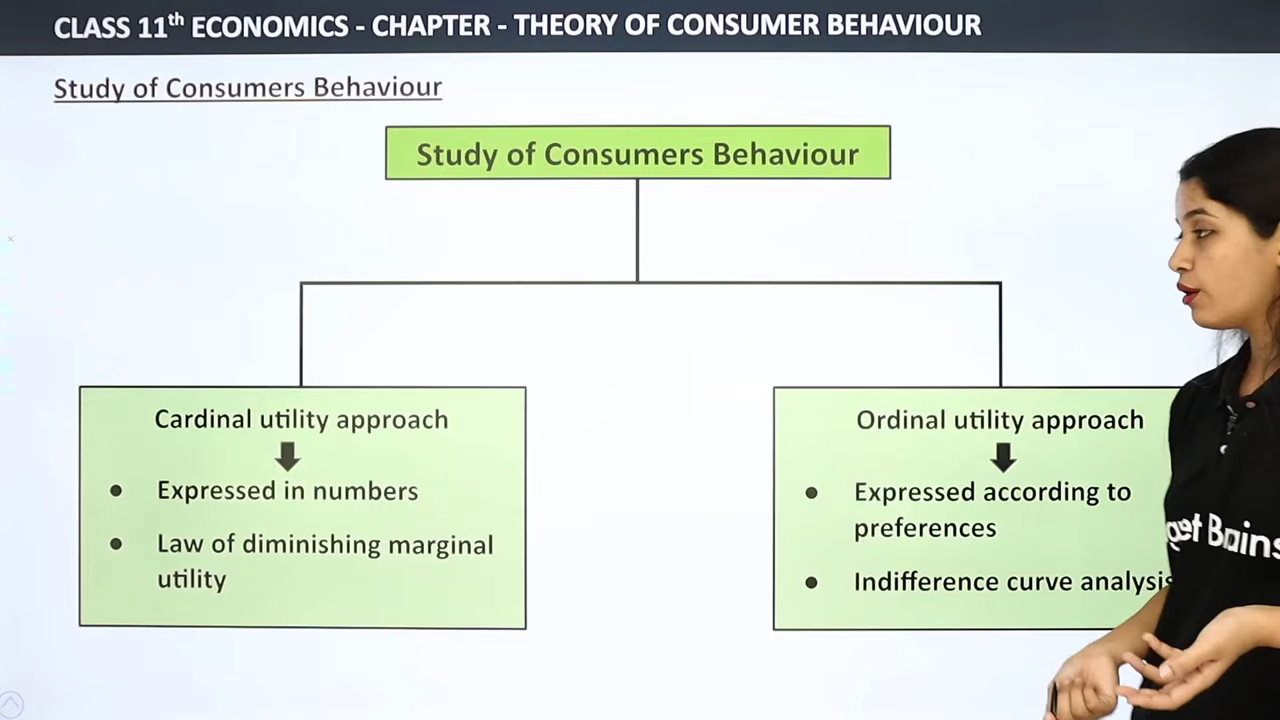 CLASS 11th ECONOMICS - CHAPTER - THEORY OF CONSUMER BEHAVIOUR
Study of Consumers Behaviour
Study of Consumers Behaviour
Cardinal utility approach
● Expressed in numbers
● Law of diminishing marginal
utility
Ordinal utility approach
● Expressed according to
preferences
● Indifference curve analysis
Brains